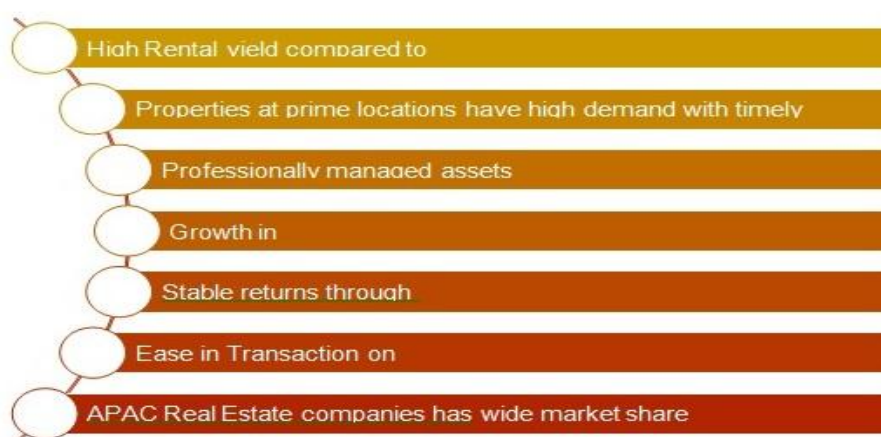 High Rental yield compared to
Properties at prime locations have high demand with timely
Professionally managed assets
Growth in
Stable returns through
Ease in Transaction on
APAC Real Estate companies has wide market share